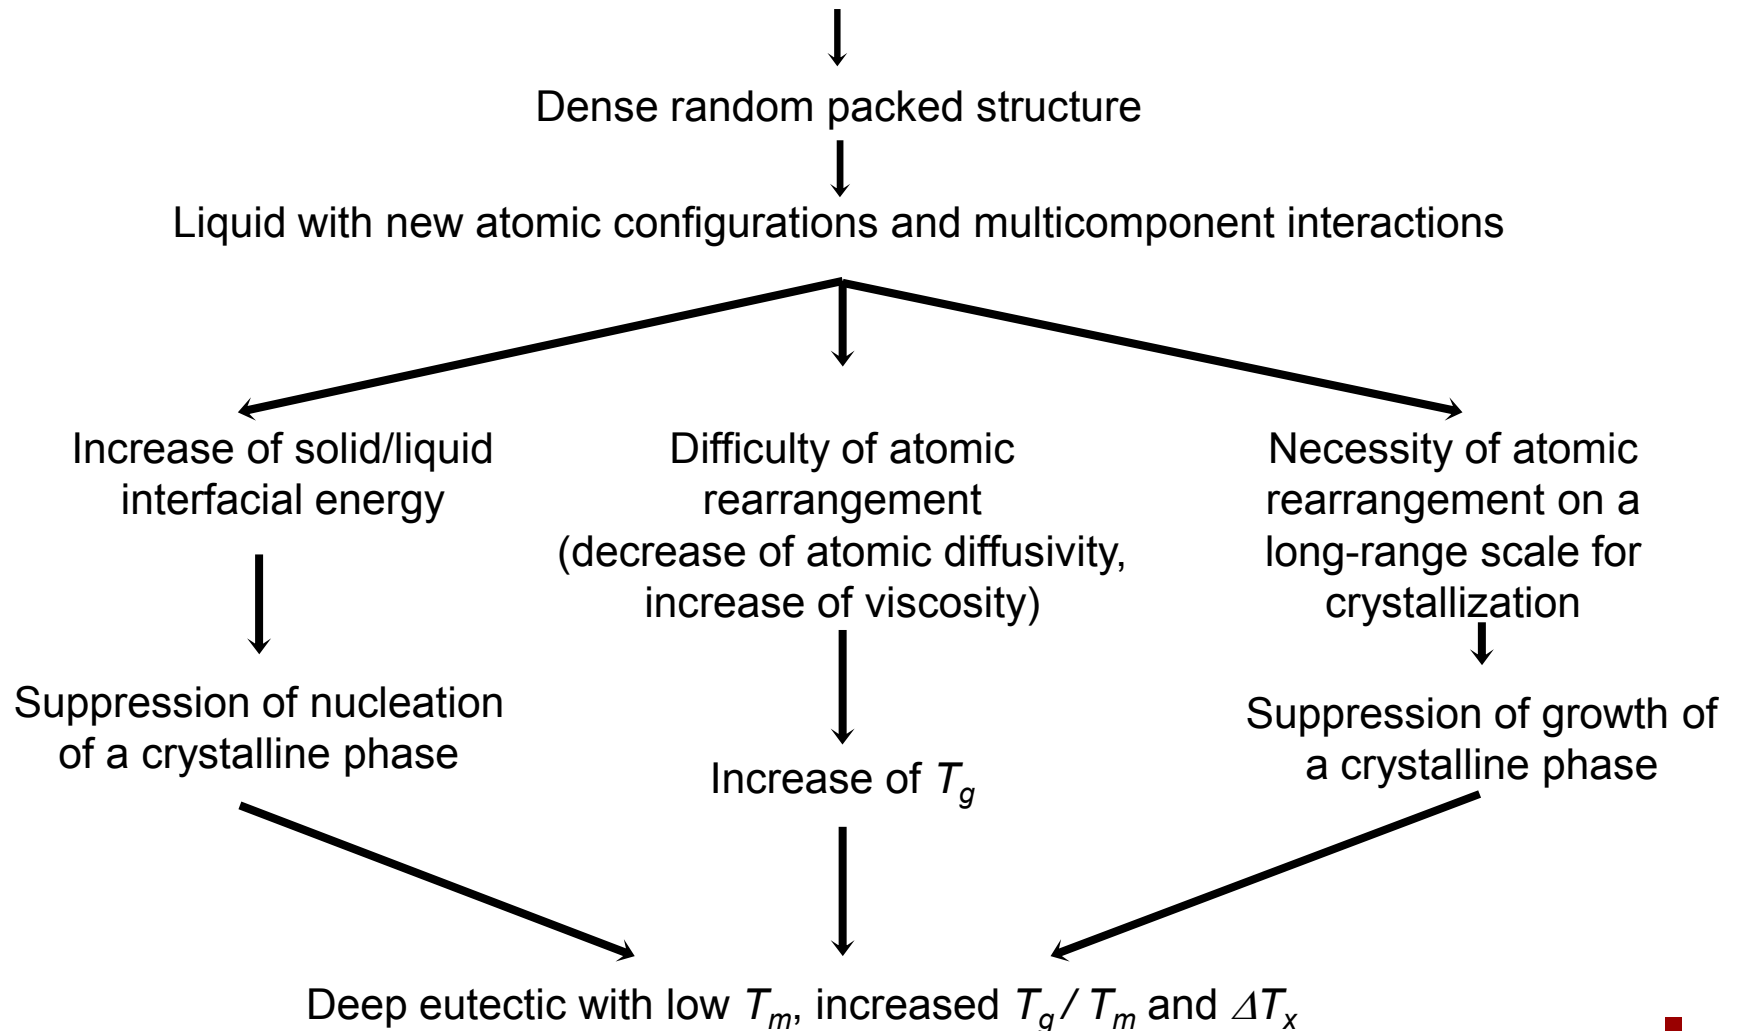 Dense random packed structure
Liquid with new atomic configurations and multicomponent interactions
Increase of solid/liquid
interfacial energy
Difficulty of atomic
rearrangement
(decrease of atomic diffusivity,
increase of viscosity)
Necessity of atomic
rearrangement on a
long-range scale for
crystallization
Suppression of nucleation
of a crystalline phase
Increase of Tg
Suppression of growth of
a crystalline phase
Deep eutectic with low Tm, increased Tg / Tm and ΔTx